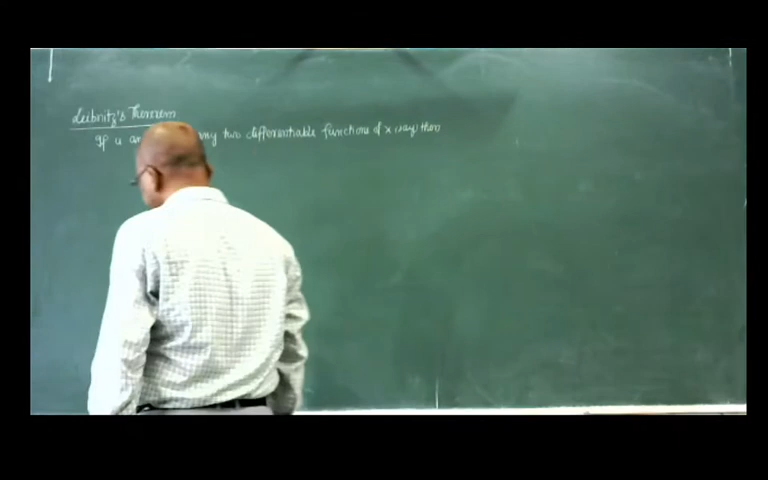 Leibnitz's Theorem
If u an any two differentiable functions of x (say) then